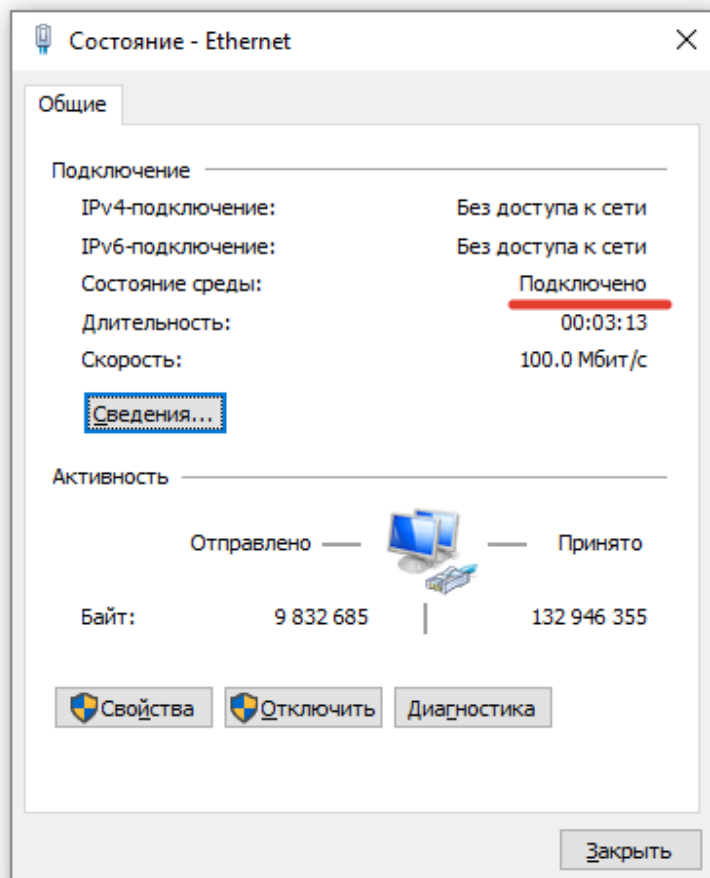 Состояние - Ethernet
Общие
Подключение
IPv4-подключение: Без доступа к сети
IPv6-подключение: Без доступа к сети
Состояние среды: Подключено
Длительность: 00:03:13
Скорость: 100.0 Мбит/с
Сведения...
Активность
Отправлено Принято
Байт: 9 832 685 132 946 355
Свойства Отключить Диагностика
Закрыть